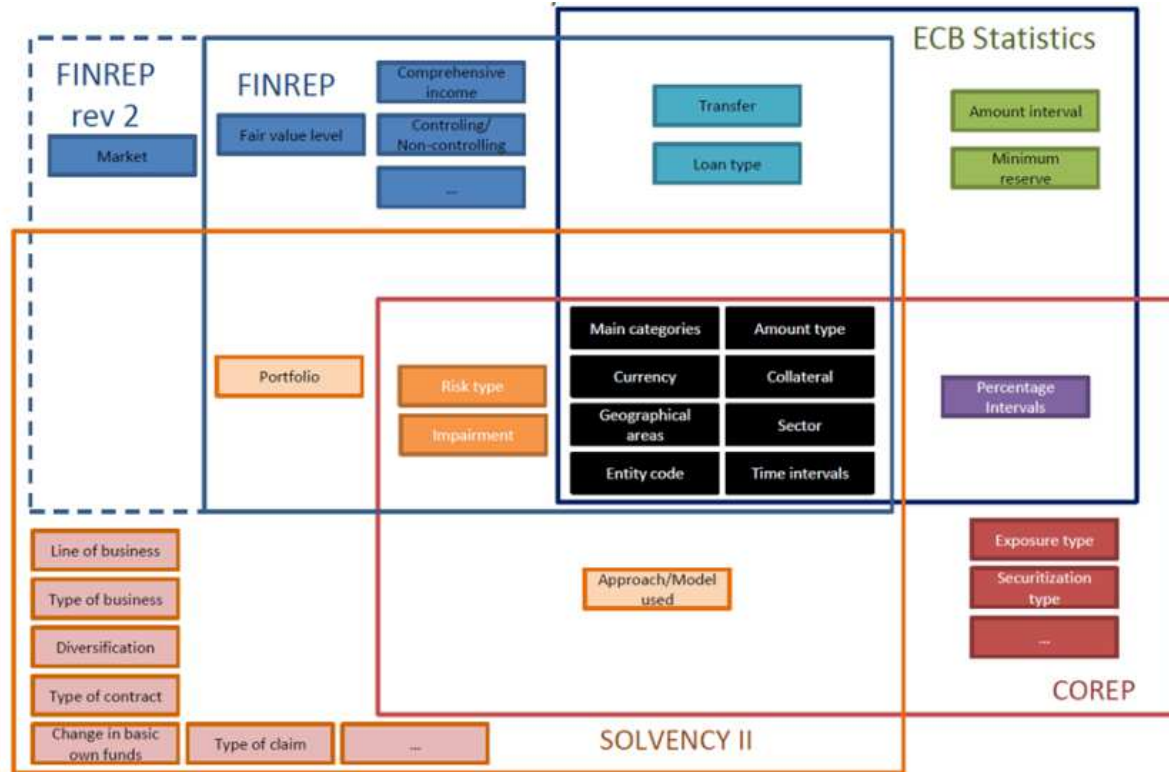 ECB Statistics
FINREP
rev 2
FINREP
Comprehensive
income
Transfer
Amount interval
Market
Fair value level
Controling/
Non-controlling
Loan type
Minimum
reserve
...
Main categories
Amount type
Portfolio
Risk type
Currency
Collateral
Percentage
Intervals
Impairment
Geographical
areas
Sector
Entity code
Time intervals
Line of business
Exposure type
Type of business
Approach/Model
used
Securitization
type
Diversification
...
Type of contract
COREP
Change in basic
own funds
Type of claim
...
SOLVENCY II